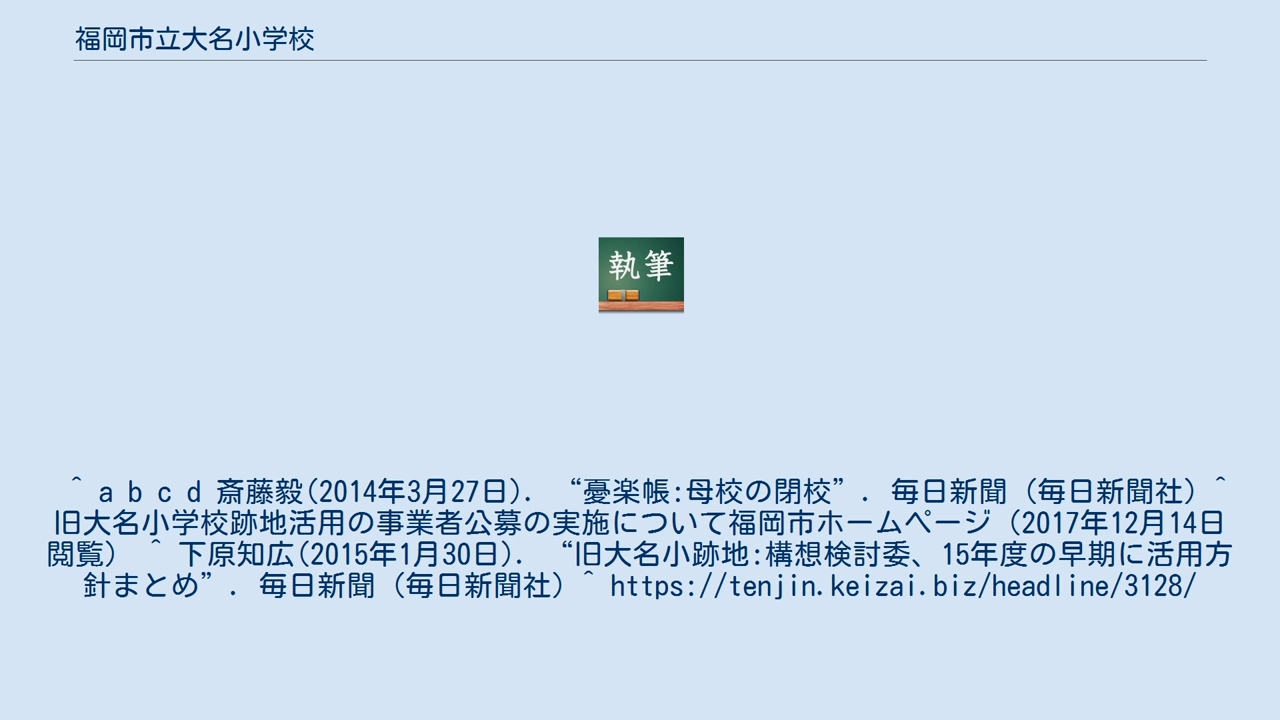 福岡市立大名小学校
執筆
^ a b c d 斎藤毅(2014年3月27日). “憂楽帳:母校の閉校”. 毎日新聞 (毎日新聞社) ^
旧大名小学校跡地活用の事業者公募の実施について福岡市ホームページ (2017年12月14日
閲覧) ^ 下原知広(2015年1月30日). “旧大名小跡地:構想検討委、15年度の早期に活用方
針まとめ”. 毎日新聞 (毎日新聞社) ^ https://tenjin.keizai.biz/headline/3128/